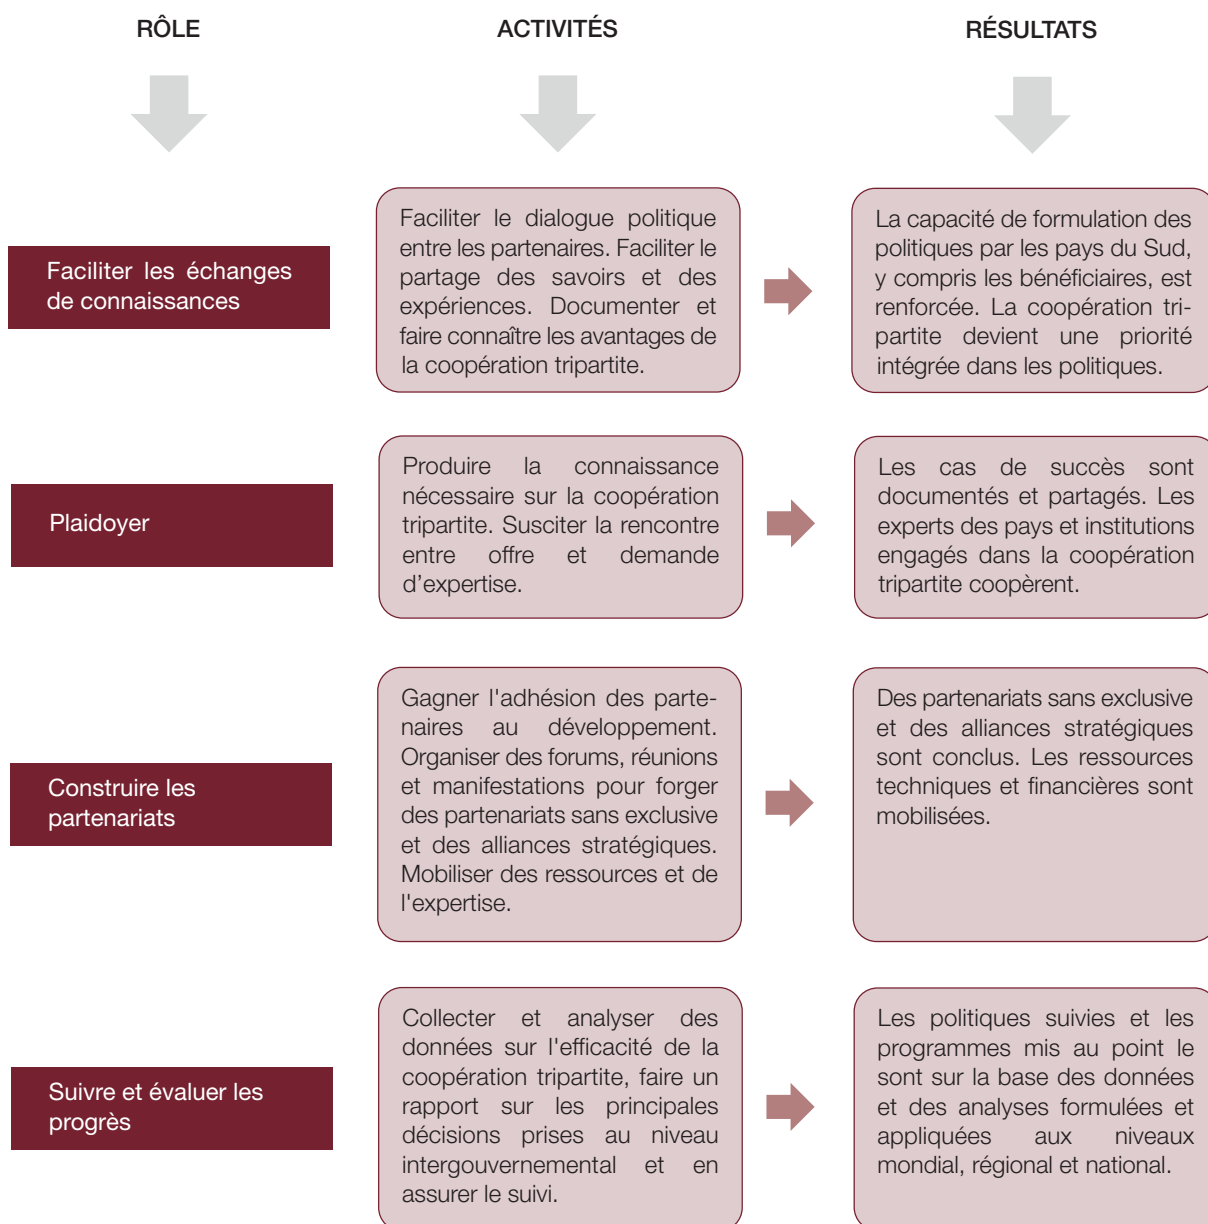 RÔLE
ACTIVITÉS
RÉSULTATS
Faciliter les échanges
de connaissances
Faciliter le dialogue politique
entre les partenaires. Faciliter le
partage des savoirs et des
expériences. Documenter et
faire connaître les avantages de
la coopération tripartite.
La capacité de formulation des
politiques par les pays du Sud,
y compris les bénéficiaires, est
renforcée. La coopération tri-
partite devient une priorité
intégrée dans les politiques.
Plaidoyer
Produire la connaissance
nécessaire sur la coopération
tripartite. Susciter la rencontre
entre offre et demande
d’expertise.
Les cas de succès sont
documentés et partagés. Les
experts des pays et institutions
engagés dans la coopération
tripartite coopèrent.
Construire les
partenariats
Gagner l'adhésion des parte-
naires au développement.
Organiser des forums, réunions
et manifestations pour forger
des partenariats sans exclusive
et des alliances stratégiques.
Mobiliser des ressources et de
l'expertise.
Des partenariats sans exclusive
et des alliances stratégiques
sont conclus. Les ressources
techniques et financières sont
mobilisées.
Suivre et évaluer les
progrès
Collecter et analyser des
données sur l'efficacité de la
coopération tripartite, faire un
rapport sur les principales
décisions prises au niveau
intergouvernemental et en
assurer le suivi.
Les politiques suivies et les
programmes mis au point le
sont sur la base des données
et des analyses formulées et
appliquées aux niveaux
mondial, régional et national.